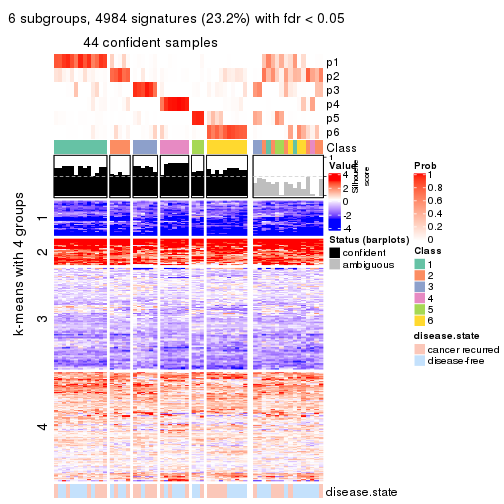 6 subgroups, 4984 signatures (23.2%) with fdr < 0.05
44 confident samples
p1
p2
p3
p4
p5
p6
Class
1
Silhouette
score
k-means with 4 groups
1
2
3
4
disease.state
Value
4
2
0
-2
-4
Status (barplots)
confident
ambiguous
Prob
1
0.8
0.6
0.4
0.2
0
Class
1
2
3
4
5
6
disease.state
cancer recurred
disease-free